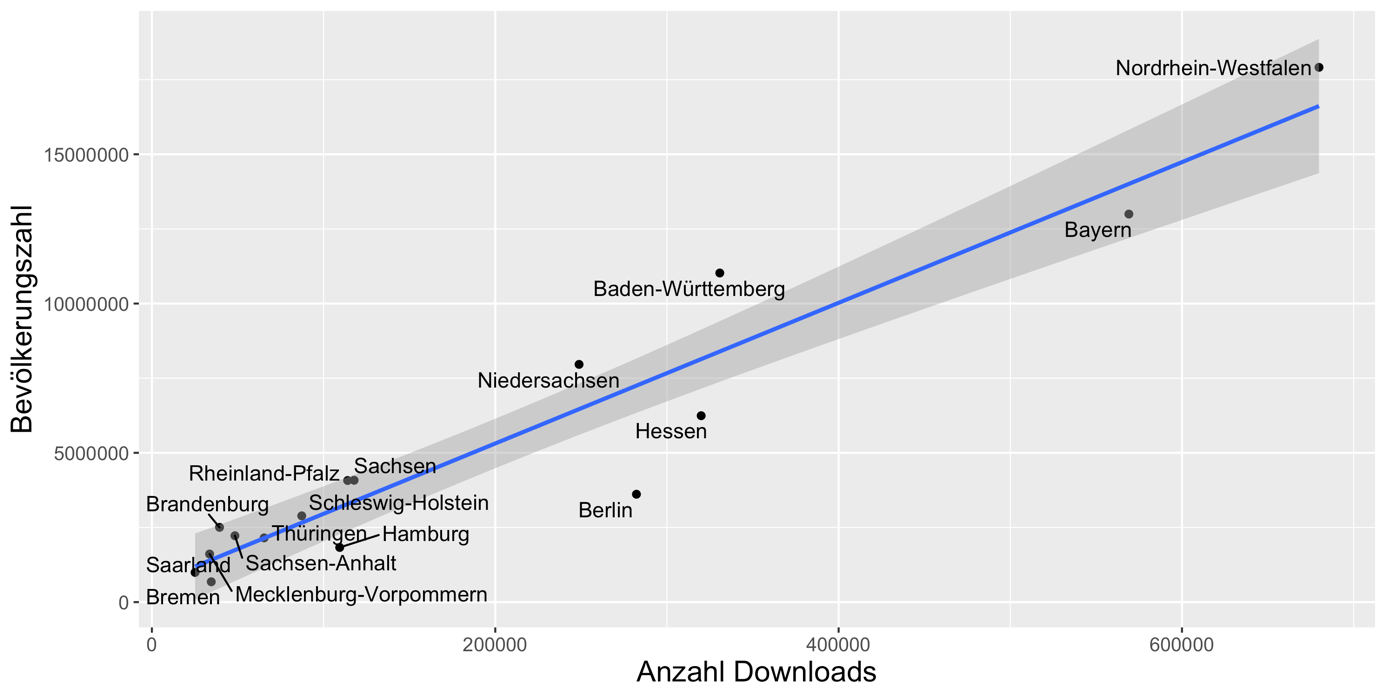 Nordrhein-Westfalen
15000000
Bayern
Baden-Württemberg
10000000
Bevölkerungszahl
Niedersachsen
Hessen
5000000
Sachsen
Rheinland-Pfalz
Brandenburg
Schleswig-Holstein
Berlin
Thüringen
Hamburg
Saarland
Sachsen-Anhalt
Bremen
Mecklenburg-Vorpommern
0
0 200000 400000 600000
Anzahl Downloads